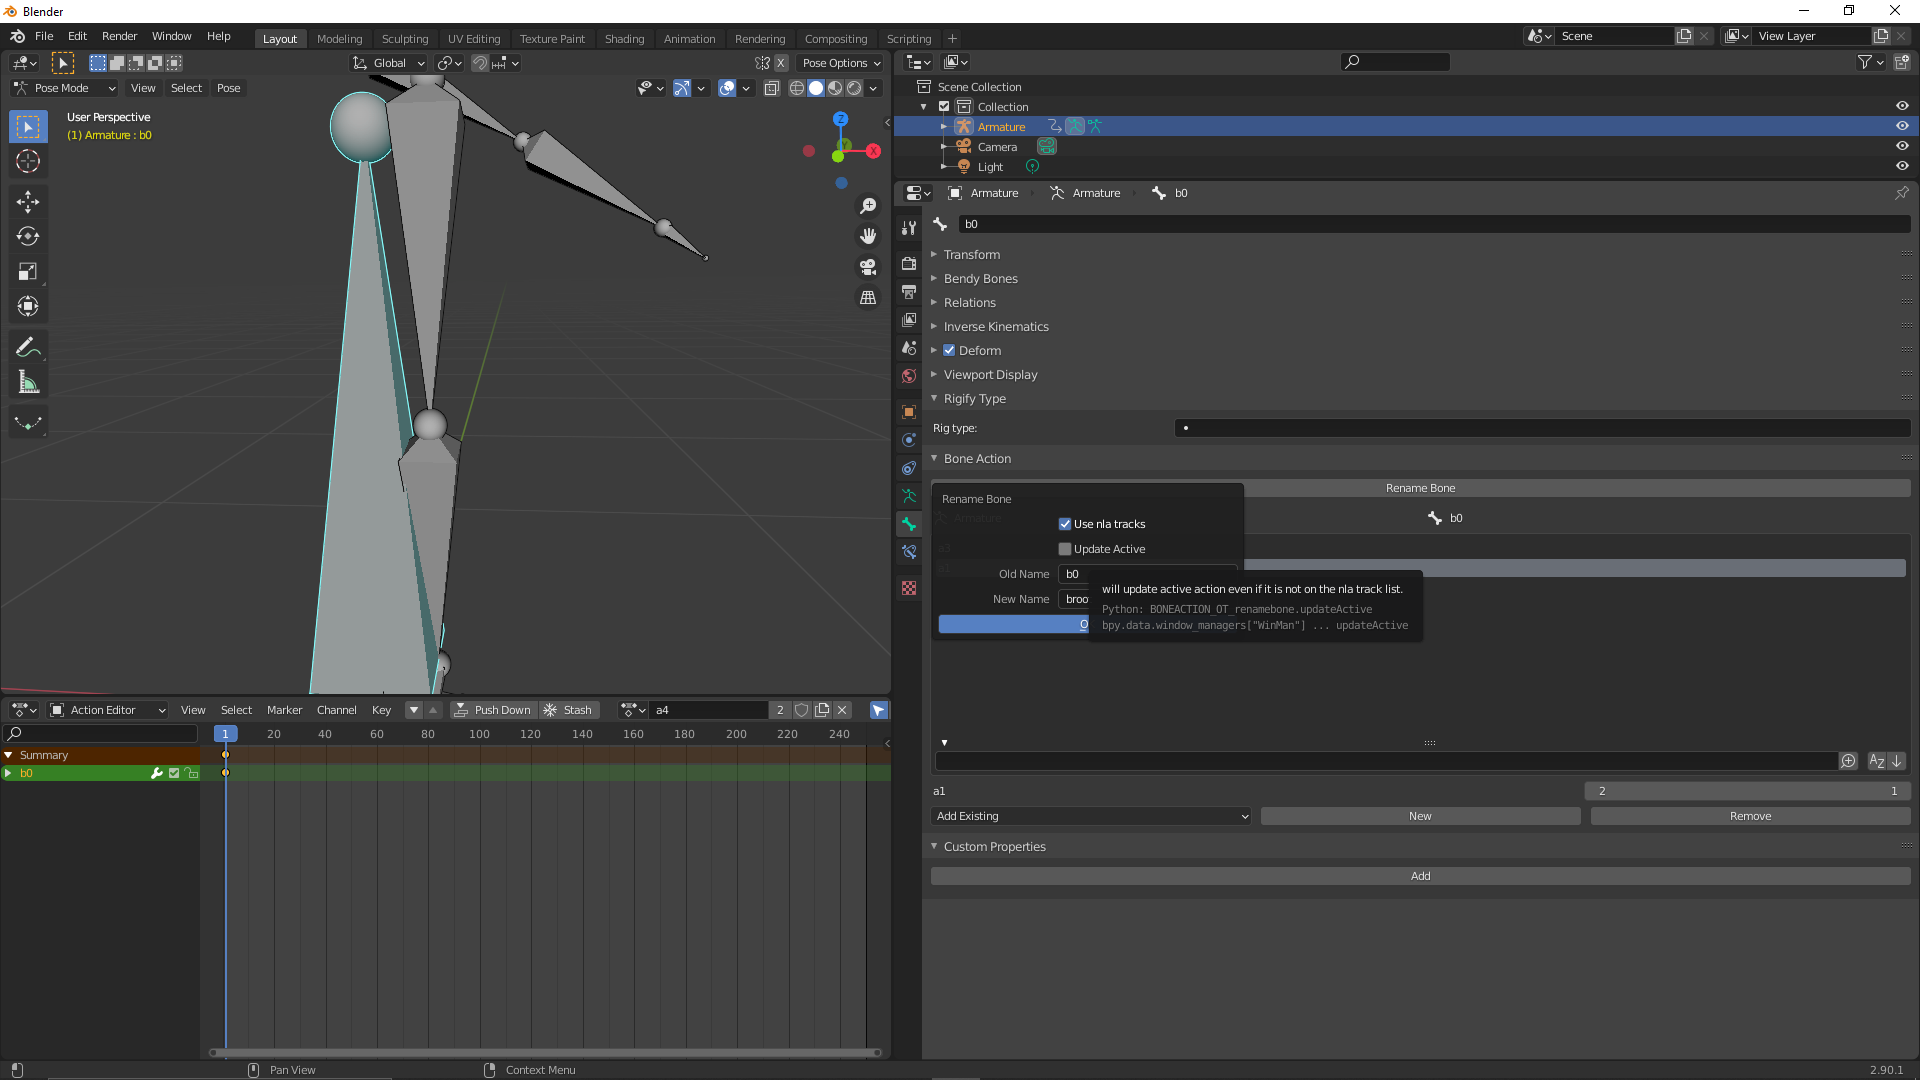 Blender
File Edit Render Window Help
Layout Modeling Sculpting UV Editing Texture Paint Shading Animation Rendering Compositing Scripting +
Scene
View Layer
Global
X
Pose Options
Pose Mode View Select Pose
User Perspective
(1) Armature : b0
Z
Y
X
Scene Collection
Collection
Armature
Camera
Light
Armature Armature b0
b0
Transform
Bendy Bones
Relations
Inverse Kinematics
Deform
Viewport Display
Rigify Type
Rig type:
Bone Action
Rename Bone
Rename Bone
Armature
b0
Use nla tracks
Update Active
Old Name b0
New Name
will update active action even if it is not on the nla track list.
Python: BONEACTION_OT_renamebone.updateActive
bpy.data.window_managers["WinMan"] ... updateActive
AZ
a1
2 1
Add Existing New Remove
Custom Properties
Add
Action Editor View Select Marker Channel Key Push Down Stash a4 2
1 20 40 60 80 100 120 140 160 180 200 220 240
Summary
b0
Pan View
Context Menu
2.90.1